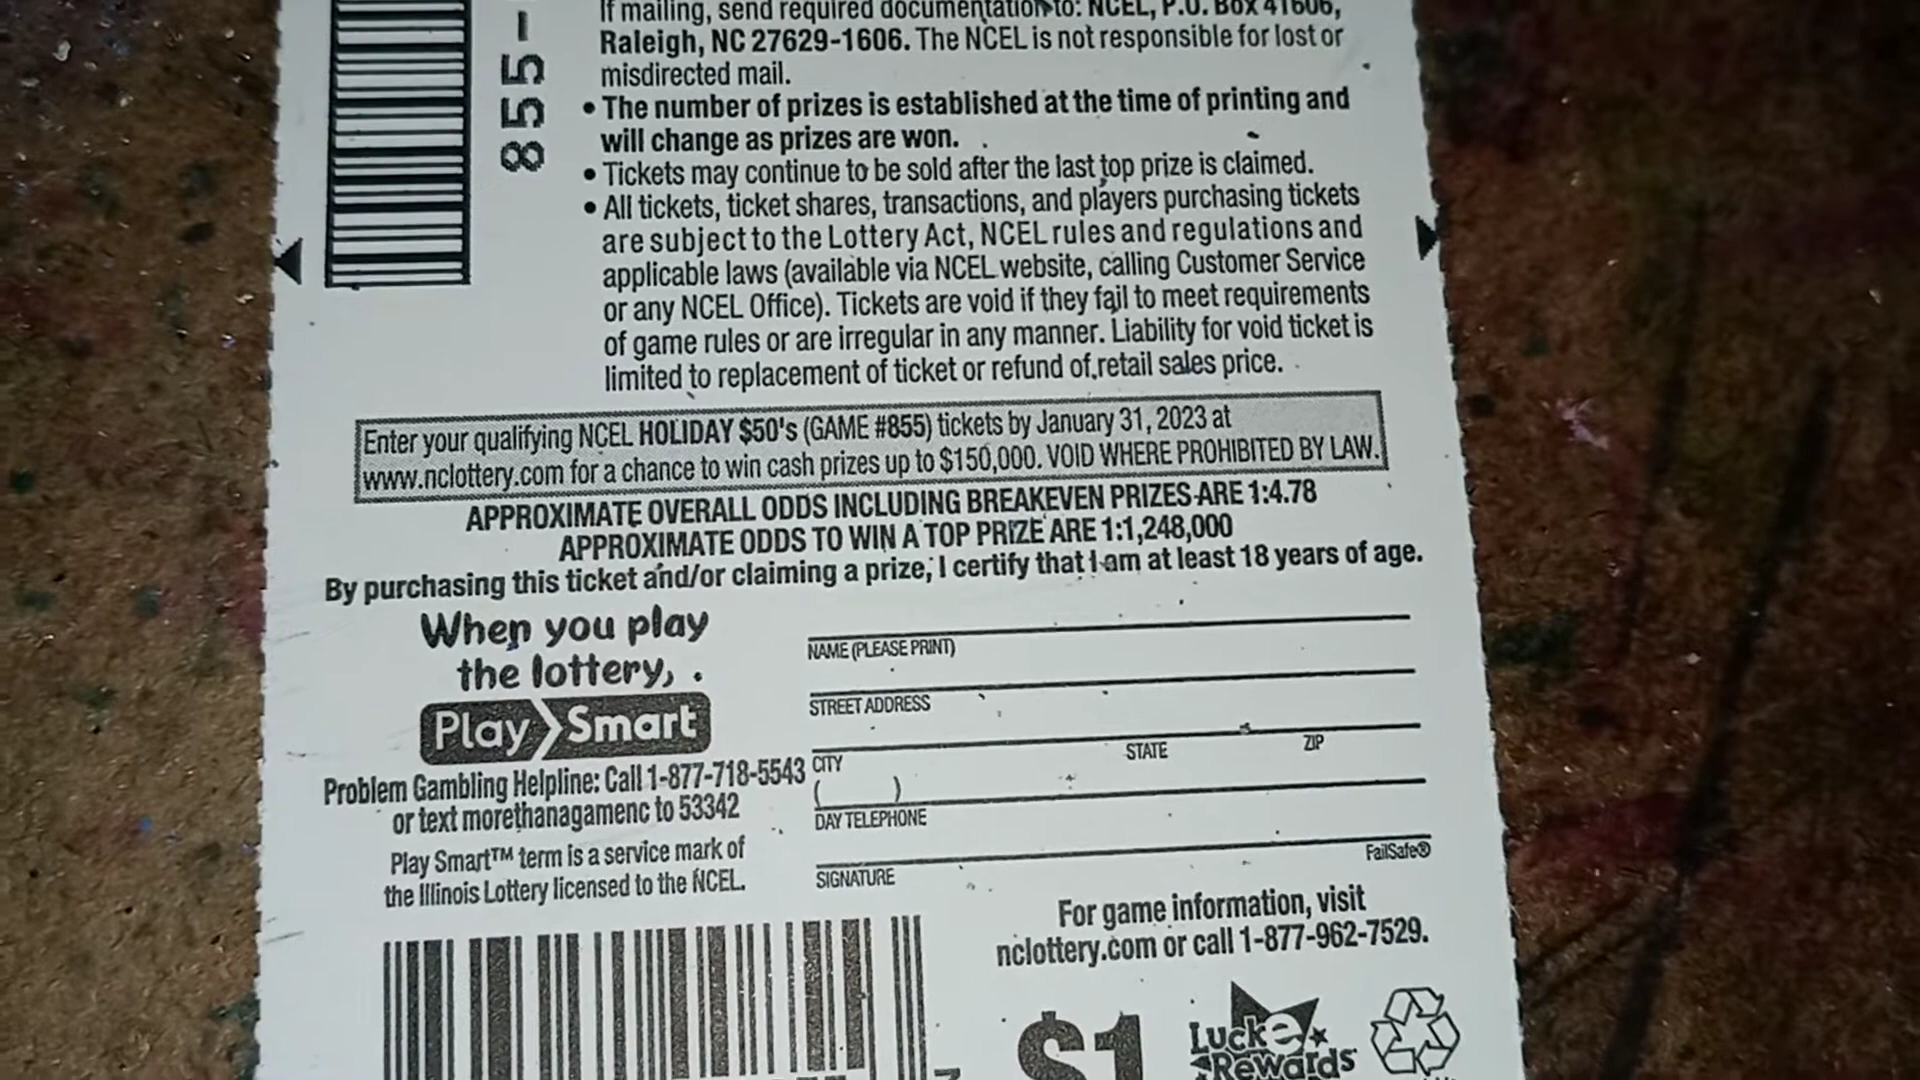 855-
If mailing, send required documentation to: NCEL, P.O. Box 41606,
Raleigh, NC 27629-1606. The NCEL is not responsible for lost or
misdirected mail.
• The number of prizes is established at the time of printing and
will change as prizes are won.
• Tickets may continue to be sold after the last top prize is claimed.
• All tickets, ticket shares, transactions, and players purchasing tickets
are subject to the Lottery Act, NCEL rules and regulations and
applicable laws (available via NCEL website, calling Customer Service
or any NCEL Office). Tickets are void if they fail to meet requirements
of game rules or are irregular in any manner. Liability for void ticket is
limited to replacement of ticket or refund of retail sales price.
Enter your qualifying NCEL HOLIDAY $50's (GAME #855) tickets by January 31, 2023 at
www.nclottery.com for a chance to win cash prizes up to $150,000. VOID WHERE PROHIBITED BY LAW.
APPROXIMATE OVERALL ODDS INCLUDING BREAKEVEN PRIZES ARE 1:4.78
APPROXIMATE ODDS TO WIN A TOP PRIZE ARE 1:1,248,000
By purchasing this ticket and/or claiming a prize, I certify that I am at least 18 years of age.
When you play
the lottery,
Play Smart
Problem Gambling Helpline: Call 1-877-718-5543
or text morethanagamenc to 53342
Play Smart™ term is a service mark of
the Illinois Lottery licensed to the NCEL.
NAME (PLEASE PRINT)
STREET ADDRESS
CITY STATE ZIP
( )
DAY TELEPHONE
SIGNATURE
FailSafe®
For game information, visit
nclottery.com or call 1-877-962-7529.
$1
Luck-e
Rewards